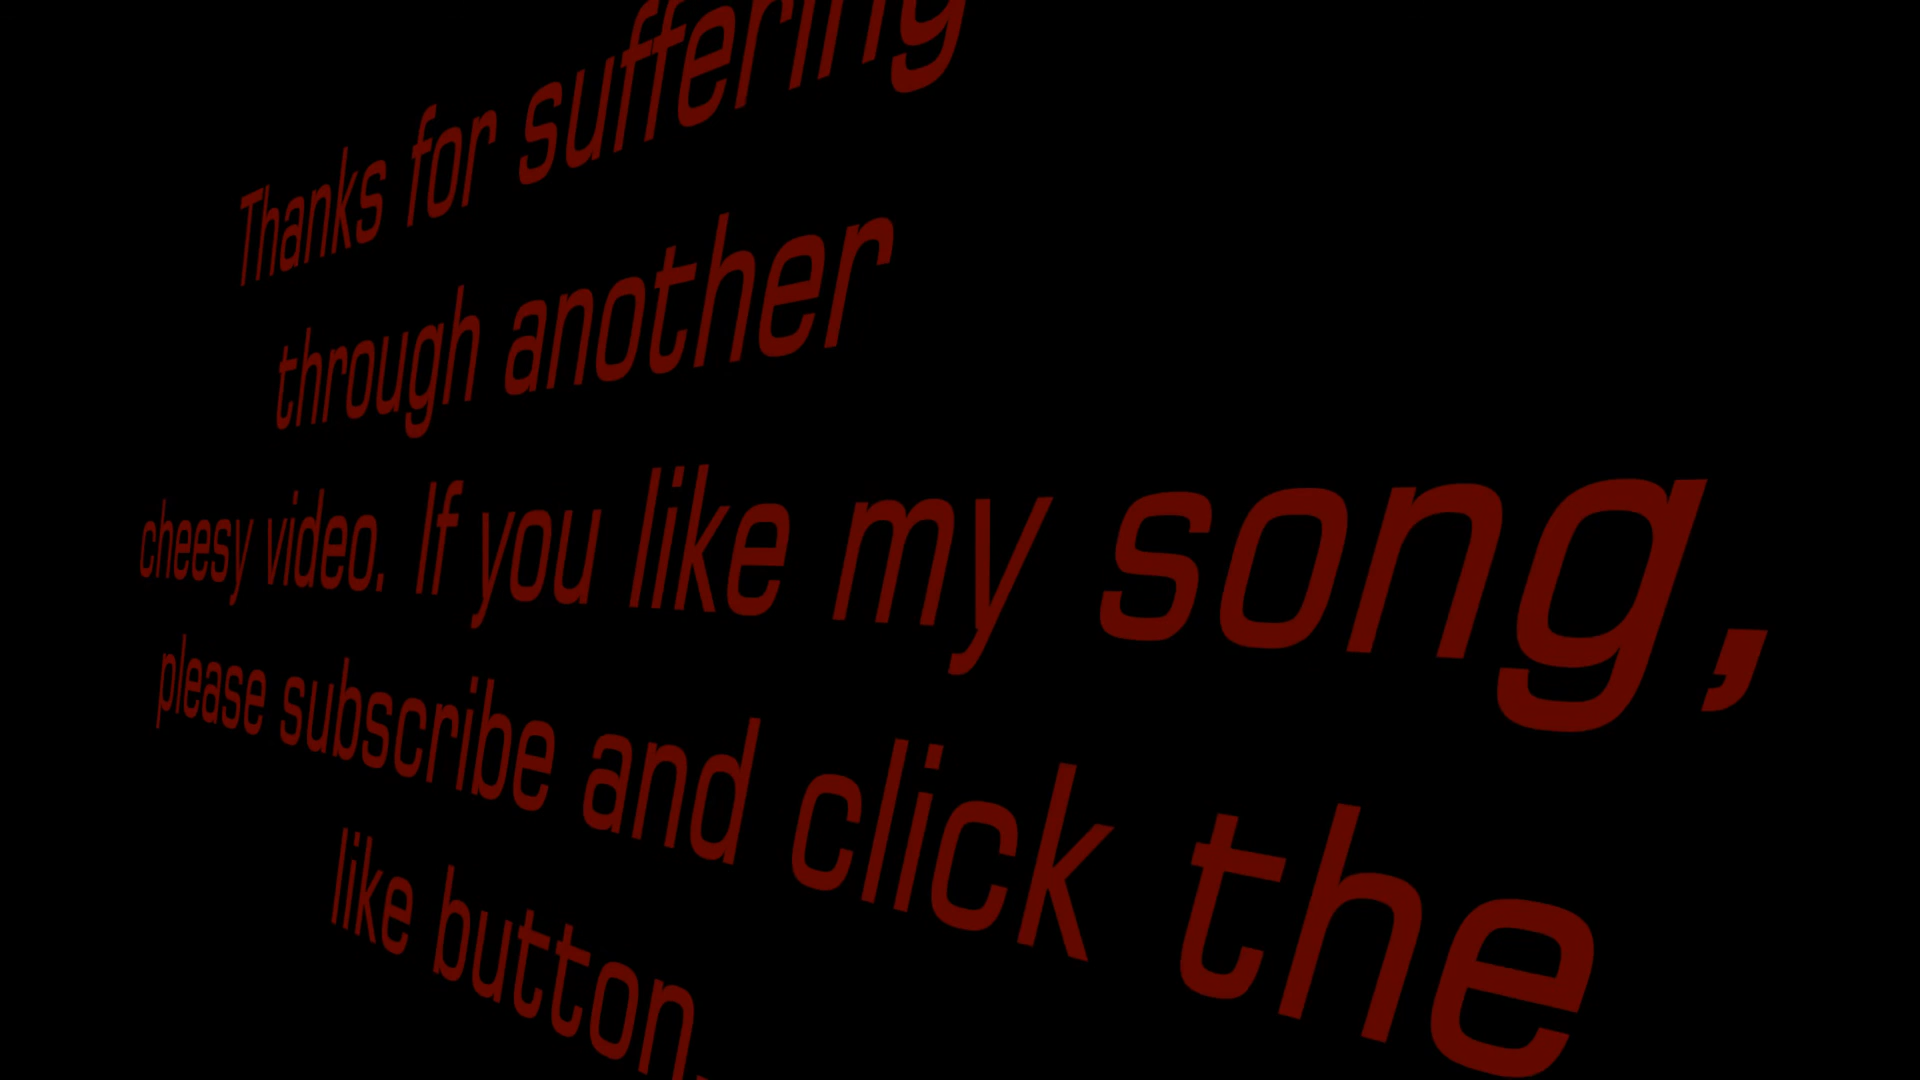 Thanks for suffering
through another
cheesy video. If you like my song,
please subscribe and click the
like button.